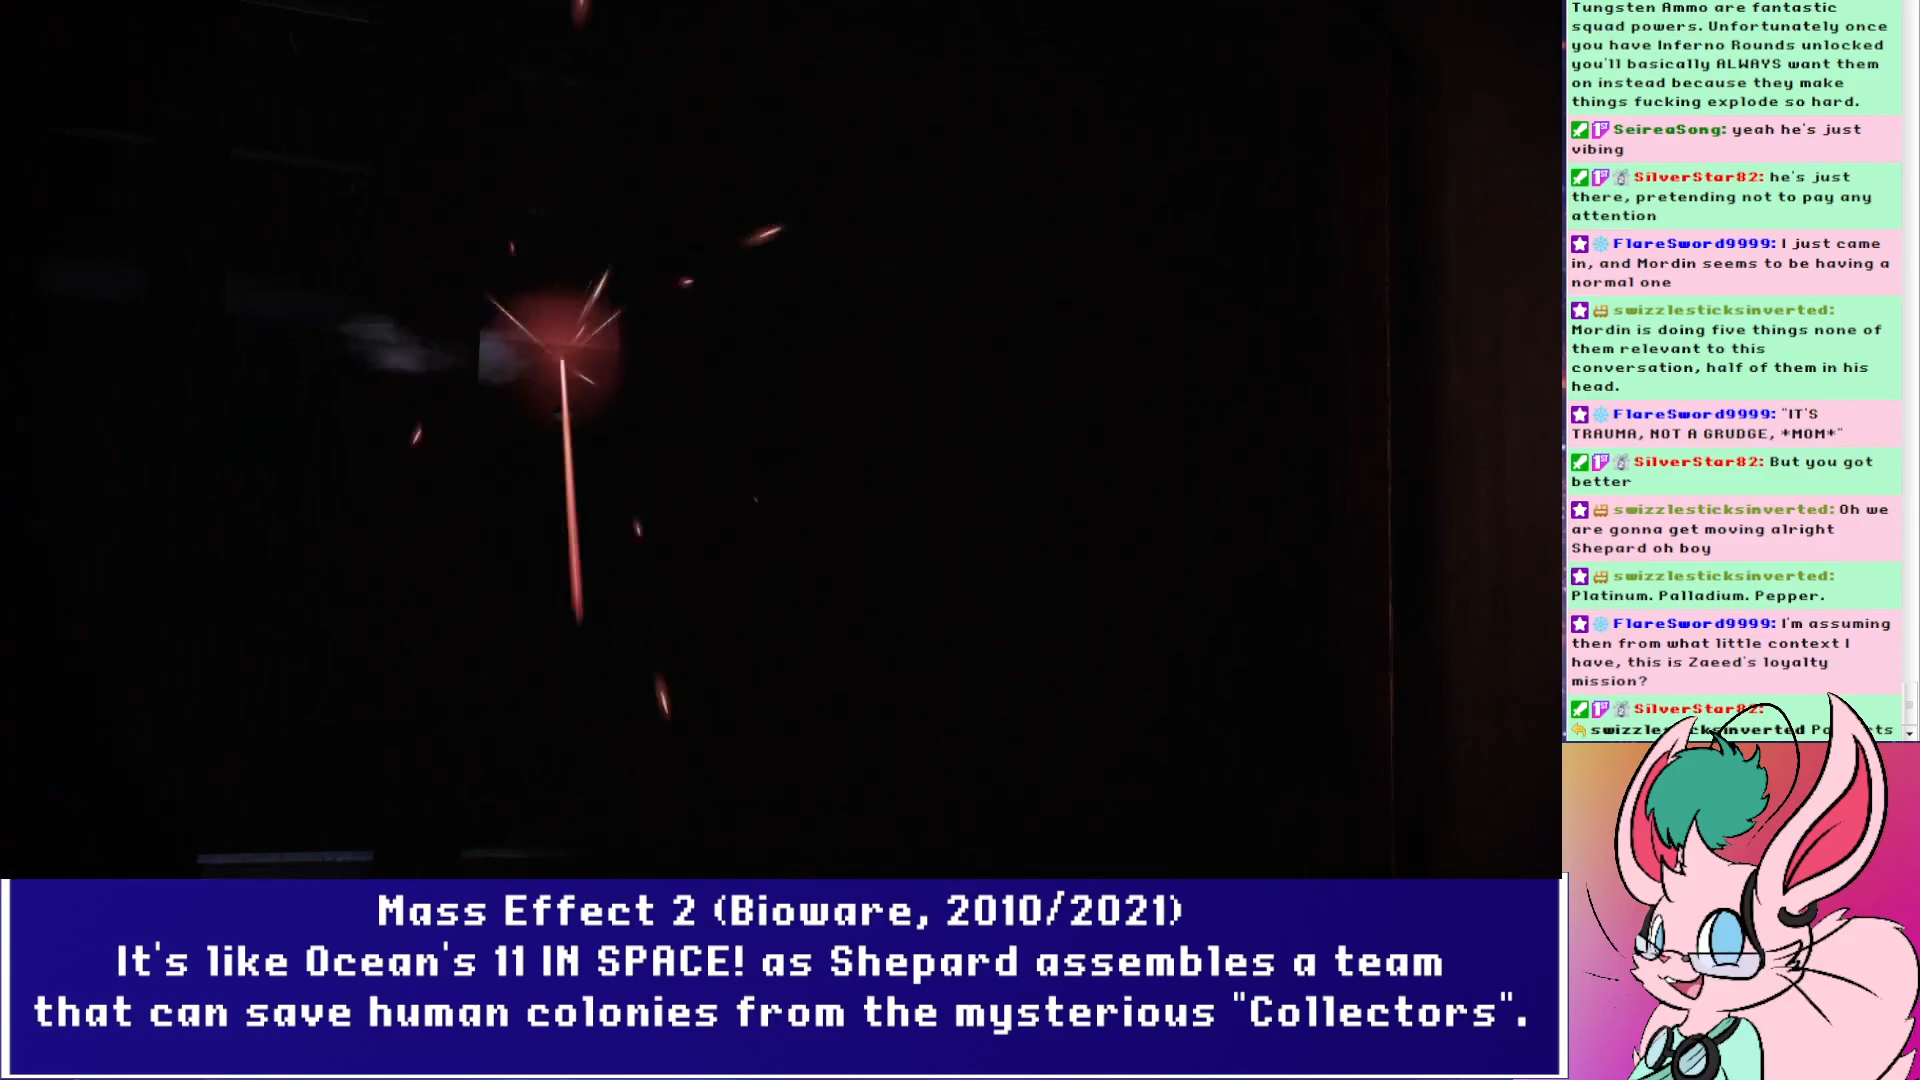 Tungsten Ammo are fantastic
squad powers. Unfortunately once
you have Inferno Rounds unlocked
you'll basically ALWAYS want them
on instead because they make
things fucking explode so hard.
SeireaSong: yeah he's just
vibing
SilverStar82: he's just
there, pretending not to pay any
attention
FlareSword9999: I just came
in, and Mordin seems to be having a
normal one
swizzlesticksinverted:
Mordin is doing five things none of
them relevant to this
conversation, half of them in his
head.
FlareSword9999: "IT'S
TRAUMA, NOT A GRUDGE, *MOM*"
SilverStar82: But you got
better
swizzlesticksinverted: Oh we
are gonna get moving alright
Shepard oh boy
swizzlesticksinverted:
Platinum. Palladium. Pepper.
FlareSword9999: I'm assuming
then from what little context I
have, this is Zaeed's loyalty
mission?
SilverStar82:
Mass Effect 2 (Bioware, 2010/2021)
It's like Ocean's 11 IN SPACE! as Shepard assembles a team
that can save human colonies from the mysterious "Collectors".